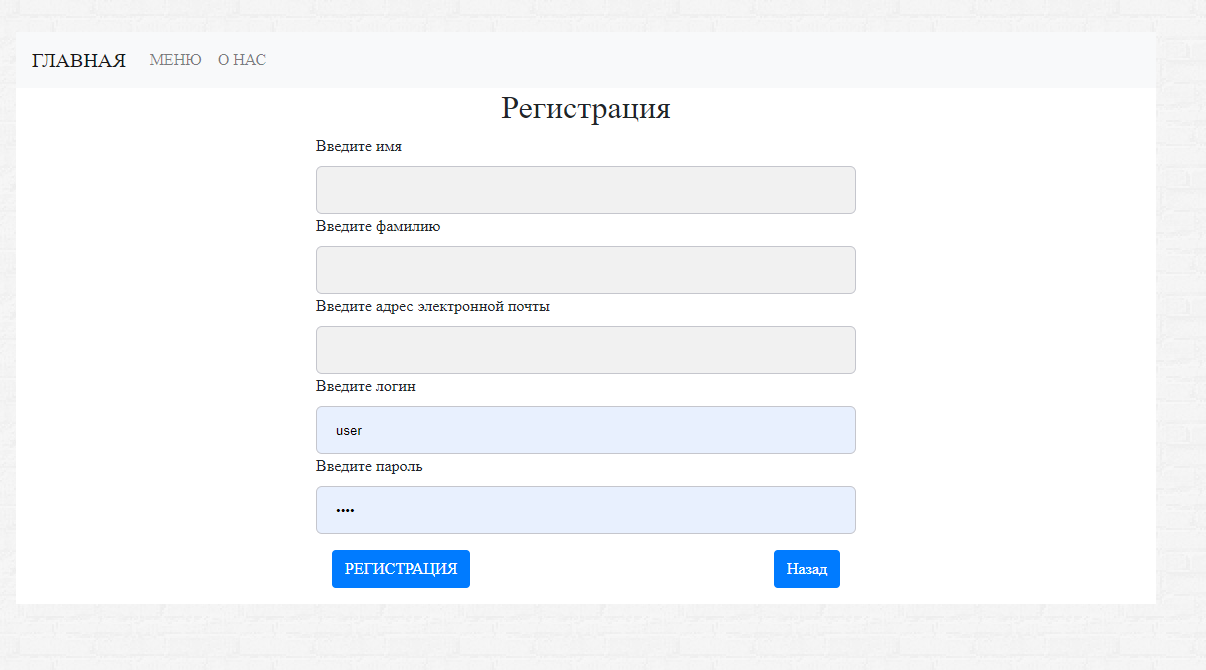 ГЛАВНАЯ МЕНЮ О НАС
Регистрация
Введите имя
Введите фамилию
Введите адрес электронной почты
Введите логин
user
Введите пароль
••••
РЕГИСТРАЦИЯ Назад